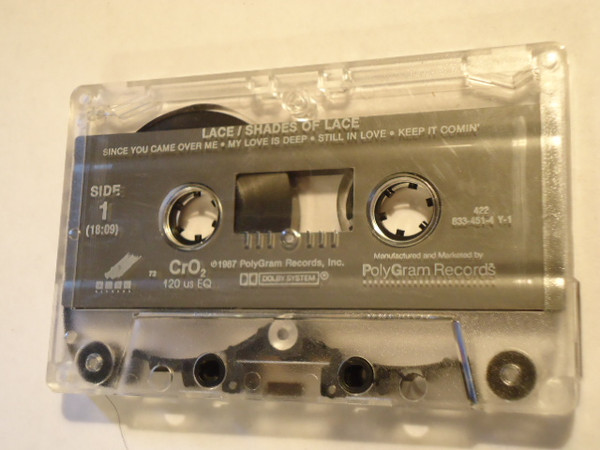 LACE / SHADES OF LACE
SINCE YOU CAME OVER ME • MY LOVE IS DEEP • STILL IN LOVE • KEEP IT COMIN'
SIDE
1
(18:09)
422
833-451-4 Y-1
72
CrO2
120 us EQ
℗1987 PolyGram Records, Inc.
DOLBY SYSTEM®
Manufactured and Marketed by
PolyGram Records